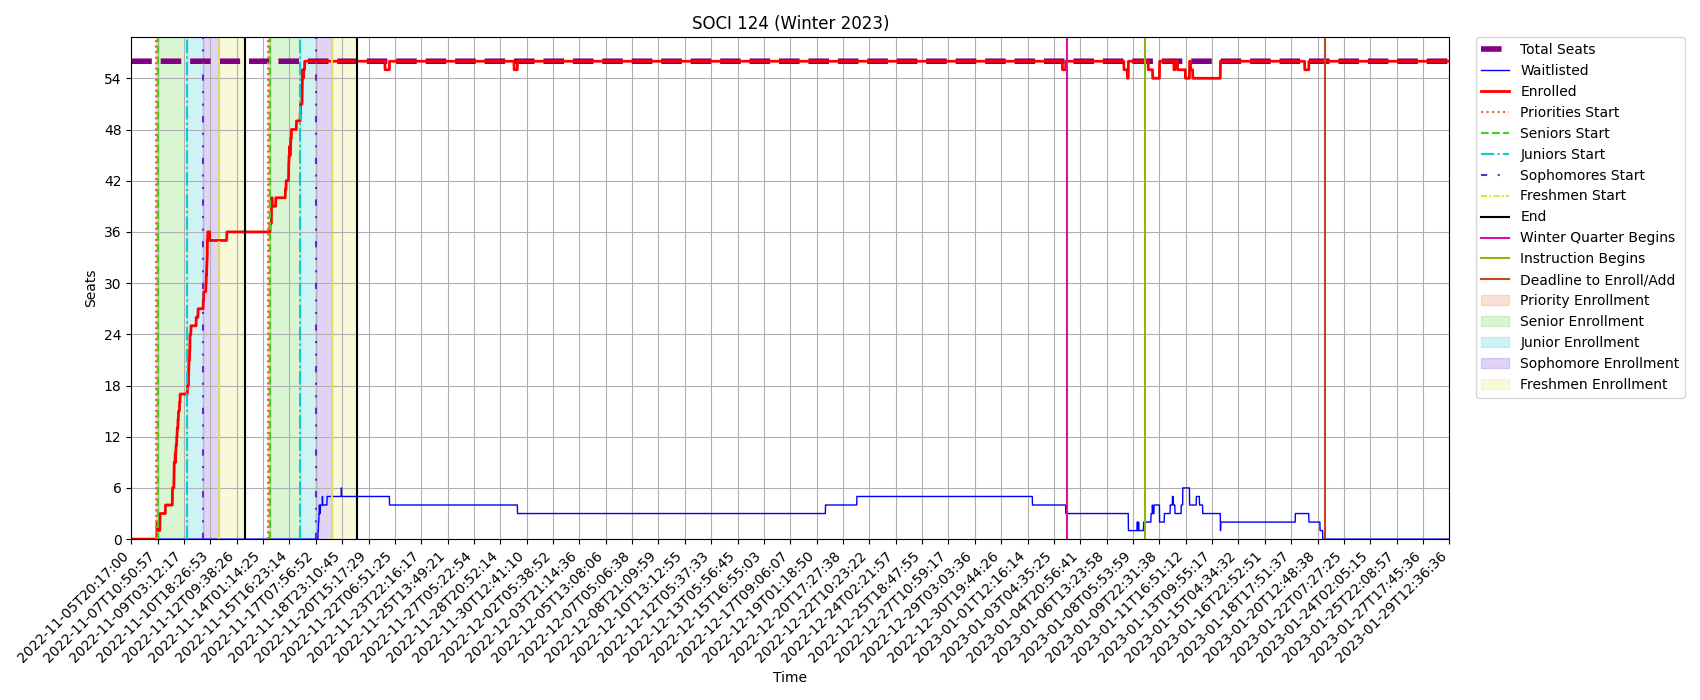 SOCI 124 (Winter 2023)
Seats
54
48
42
36
30
24
18
12
6
0
2022-11-05T20:17:00
2022-11-07T10:50:57
2022-11-09T03:12:17
2022-11-10T18:26:53
2022-11-12T09:38:26
2022-11-14T01:14:25
2022-11-15T16:23:14
2022-11-17T07:56:52
2022-11-18T23:10:45
2022-11-20T15:17:29
2022-11-22T06:51:25
2022-11-23T22:16:17
2022-11-25T13:49:21
2022-11-27T05:22:54
2022-11-28T20:52:14
2022-11-30T12:41:10
2022-12-02T05:38:52
2022-12-03T21:14:36
2022-12-05T13:08:06
2022-12-07T05:06:38
2022-12-08T21:09:59
2022-12-10T13:12:55
2022-12-12T05:37:33
2022-12-13T20:56:45
2022-12-15T16:55:03
2022-12-17T09:06:07
2022-12-19T01:18:50
2022-12-20T17:27:38
2022-12-22T10:23:22
2022-12-24T02:21:57
2022-12-25T18:47:55
2022-12-27T10:59:17
2022-12-29T03:03:36
2022-12-30T19:44:26
2023-01-01T12:16:14
2023-01-03T04:35:25
2023-01-04T20:56:41
2023-01-06T13:23:58
2023-01-08T05:53:59
2023-01-09T22:31:38
2023-01-11T16:51:12
2023-01-13T09:55:17
2023-01-15T04:34:32
2023-01-16T22:52:51
2023-01-18T17:51:37
2023-01-20T12:48:38
2023-01-22T07:27:25
2023-01-24T02:05:15
2023-01-25T22:08:57
2023-01-27T17:45:36
2023-01-29T12:36:36
Time
Total Seats
Waitlisted
Enrolled
Priorities Start
Seniors Start
Juniors Start
Sophomores Start
Freshmen Start
End
Winter Quarter Begins
Instruction Begins
Deadline to Enroll/Add
Priority Enrollment
Senior Enrollment
Junior Enrollment
Sophomore Enrollment
Freshmen Enrollment